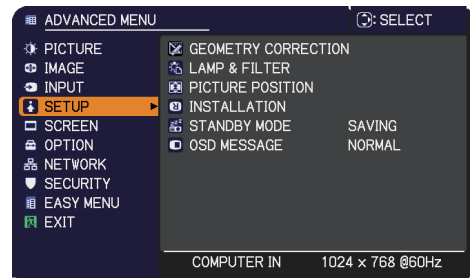 ADVANCED MENU : SELECT
PICTURE
IMAGE
INPUT
SETUP
SCREEN
OPTION
NETWORK
SECURITY
EASY MENU
EXIT
GEOMETRY CORRECTION
LAMP & FILTER
PICTURE POSITION
INSTALLATION
STANDBY MODE SAVING
OSD MESSAGE NORMAL
COMPUTER IN 1024 x 768 @60Hz